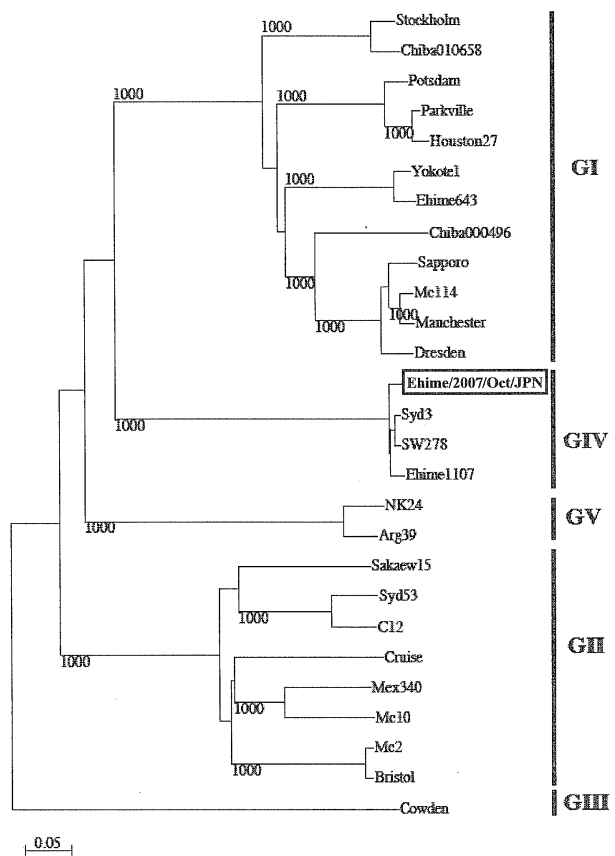 Stockholm
1000
Chiba010658
1000
Potsdam
1000
Parkville
1000
Houston27
GI
Yokote1
1000
Ehime643
Chiba000496
Sapporo
1000
Mc114
1000
Manchester
1000
Dresden
Ehime/2007/Oct/JPN
Syd3
1000
GIV
SW278
Ehime1107
NK24
GV
1000
Arg39
Sakaew15
Syd53
1000
C12
GII
Cruise
1000
Mex340
1000
Mc10
Mc2
1000
Bristol
Cowden
GIII
0.05